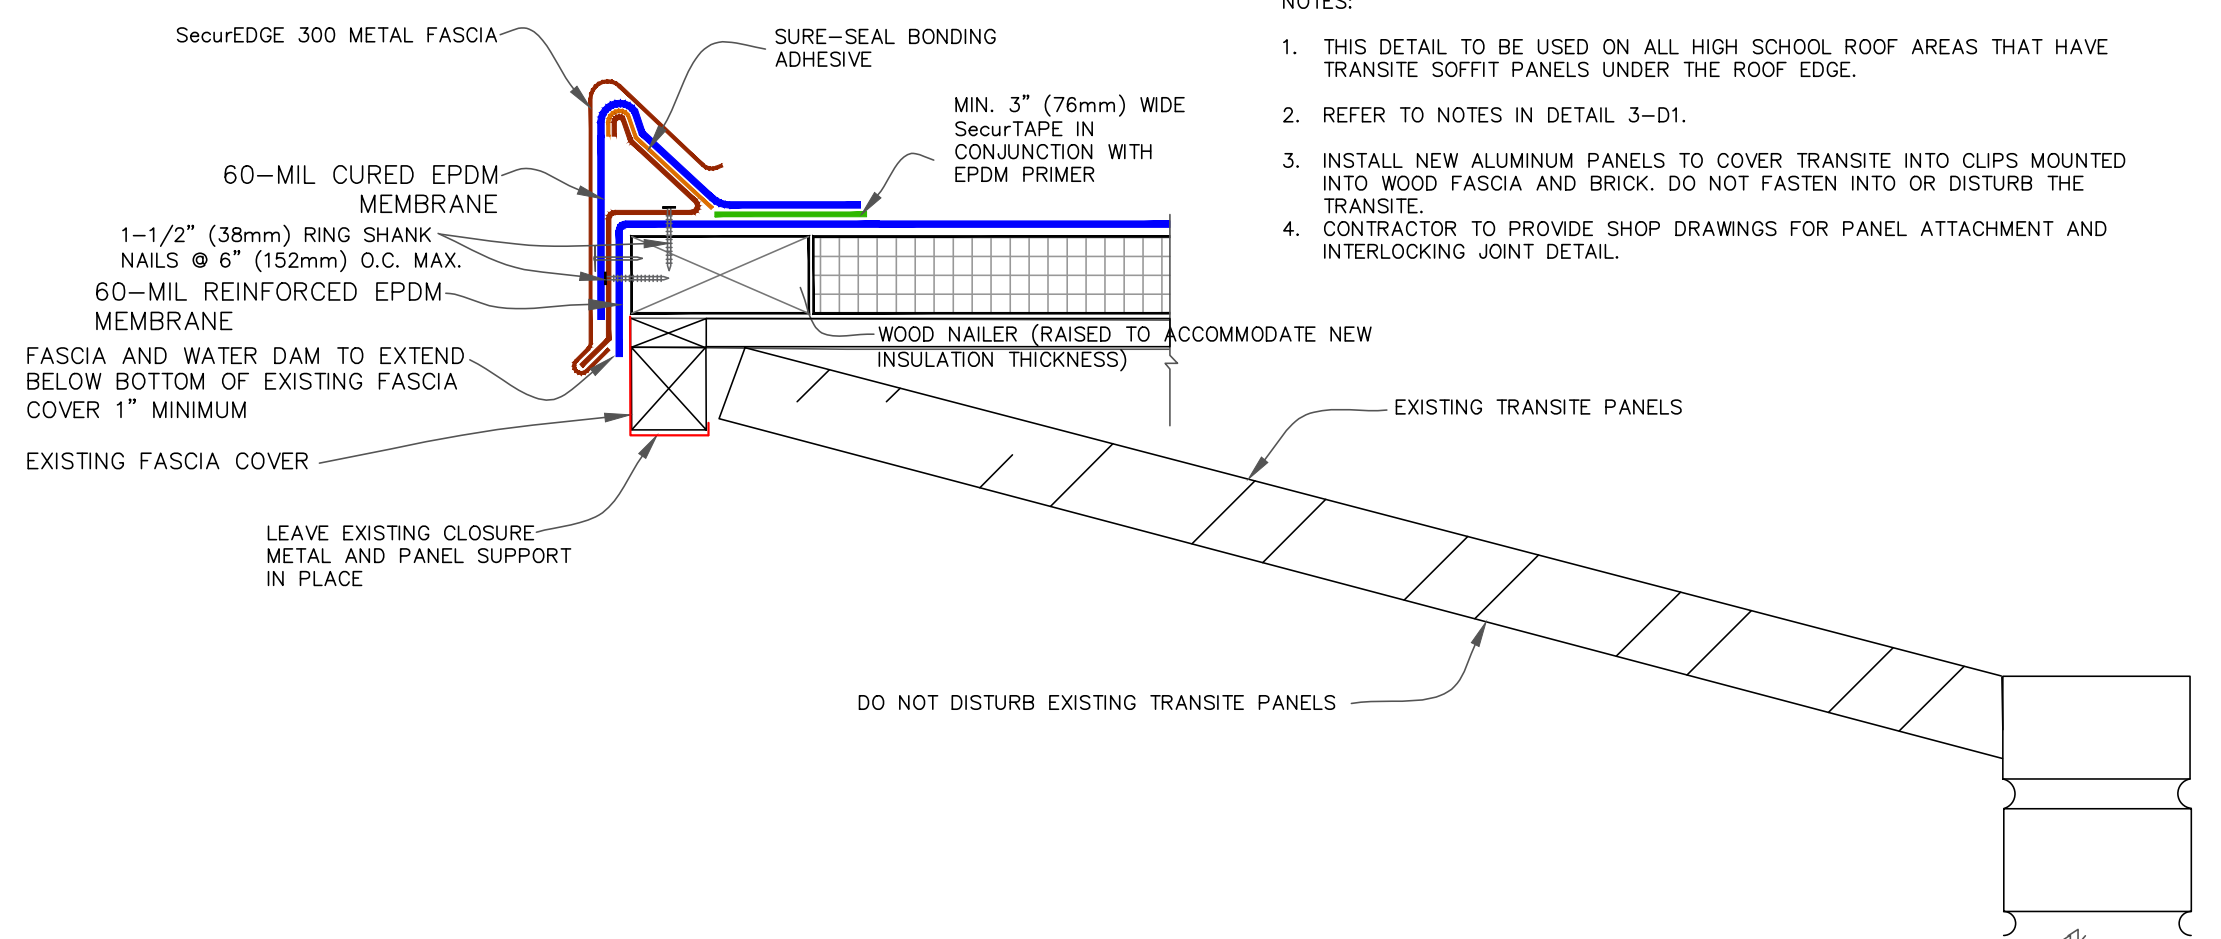 SecurEDGE 300 METAL FASCIA
SURE-SEAL BONDING
ADHESIVE
MIN. 3" (76mm) WIDE
SecurTAPE IN
CONJUNCTION WITH
EPDM PRIMER
60-MIL CURED EPDM
MEMBRANE
1-1/2" (38mm) RING SHANK
NAILS @ 6" (152mm) O.C. MAX.
60-MIL REINFORCED EPDM
MEMBRANE
FASCIA AND WATER DAM TO EXTEND
BELOW BOTTOM OF EXISTING FASCIA
COVER 1" MINIMUM
EXISTING FASCIA COVER
LEAVE EXISTING CLOSURE
METAL AND PANEL SUPPORT
IN PLACE
WOOD NAILER (RAISED TO ACCOMMODATE NEW
INSULATION THICKNESS)
EXISTING TRANSITE PANELS
DO NOT DISTURB EXISTING TRANSITE PANELS
NOTES:
1. THIS DETAIL TO BE USED ON ALL HIGH SCHOOL ROOF AREAS THAT HAVE
TRANSITE SOFFIT PANELS UNDER THE ROOF EDGE.
2. REFER TO NOTES IN DETAIL 3-D1.
3. INSTALL NEW ALUMINUM PANELS TO COVER TRANSITE INTO CLIPS MOUNTED
INTO WOOD FASCIA AND BRICK. DO NOT FASTEN INTO OR DISTURB THE
TRANSITE.
4. CONTRACTOR TO PROVIDE SHOP DRAWINGS FOR PANEL ATTACHMENT AND
INTERLOCKING JOINT DETAIL.